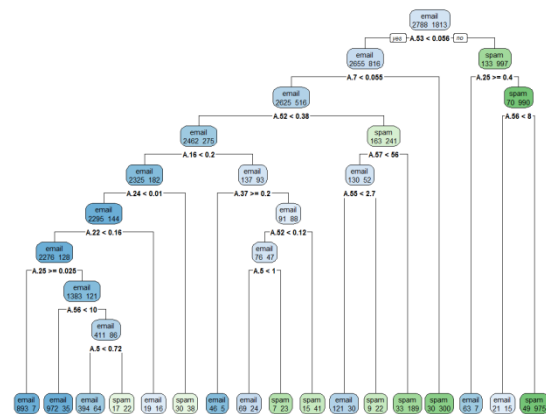 email
2788 1813
yes A.53 < 0.056 no
email spam
2655 816 133 997
A.7 < 0.055 A.25 >= 0.4
email spam
2625 516 70 990
A.52 < 0.38 A.56 < 8
email spam
2462 275 163 241
A.16 < 0.2 A.57 < 56
email email email
2325 182 137 93 130 52
A.24 < 0.01 A.37 >= 0.2 A.55 < 2.7
email email
2295 144 91 88
A.22 < 0.16 A.52 < 0.12
email email
2276 128 76 47
A.25 >= 0.025 A.5 < 1
email
1383 121
A.56 < 10
email
411 86
A.5 < 0.72
email email email spam email spam email email spam spam email spam spam spam email email spam
893 7 972 35 394 64 17 22 19 16 30 38 46 5 69 24 7 23 15 41 121 30 9 22 33 189 30 300 63 7 21 15 49 975